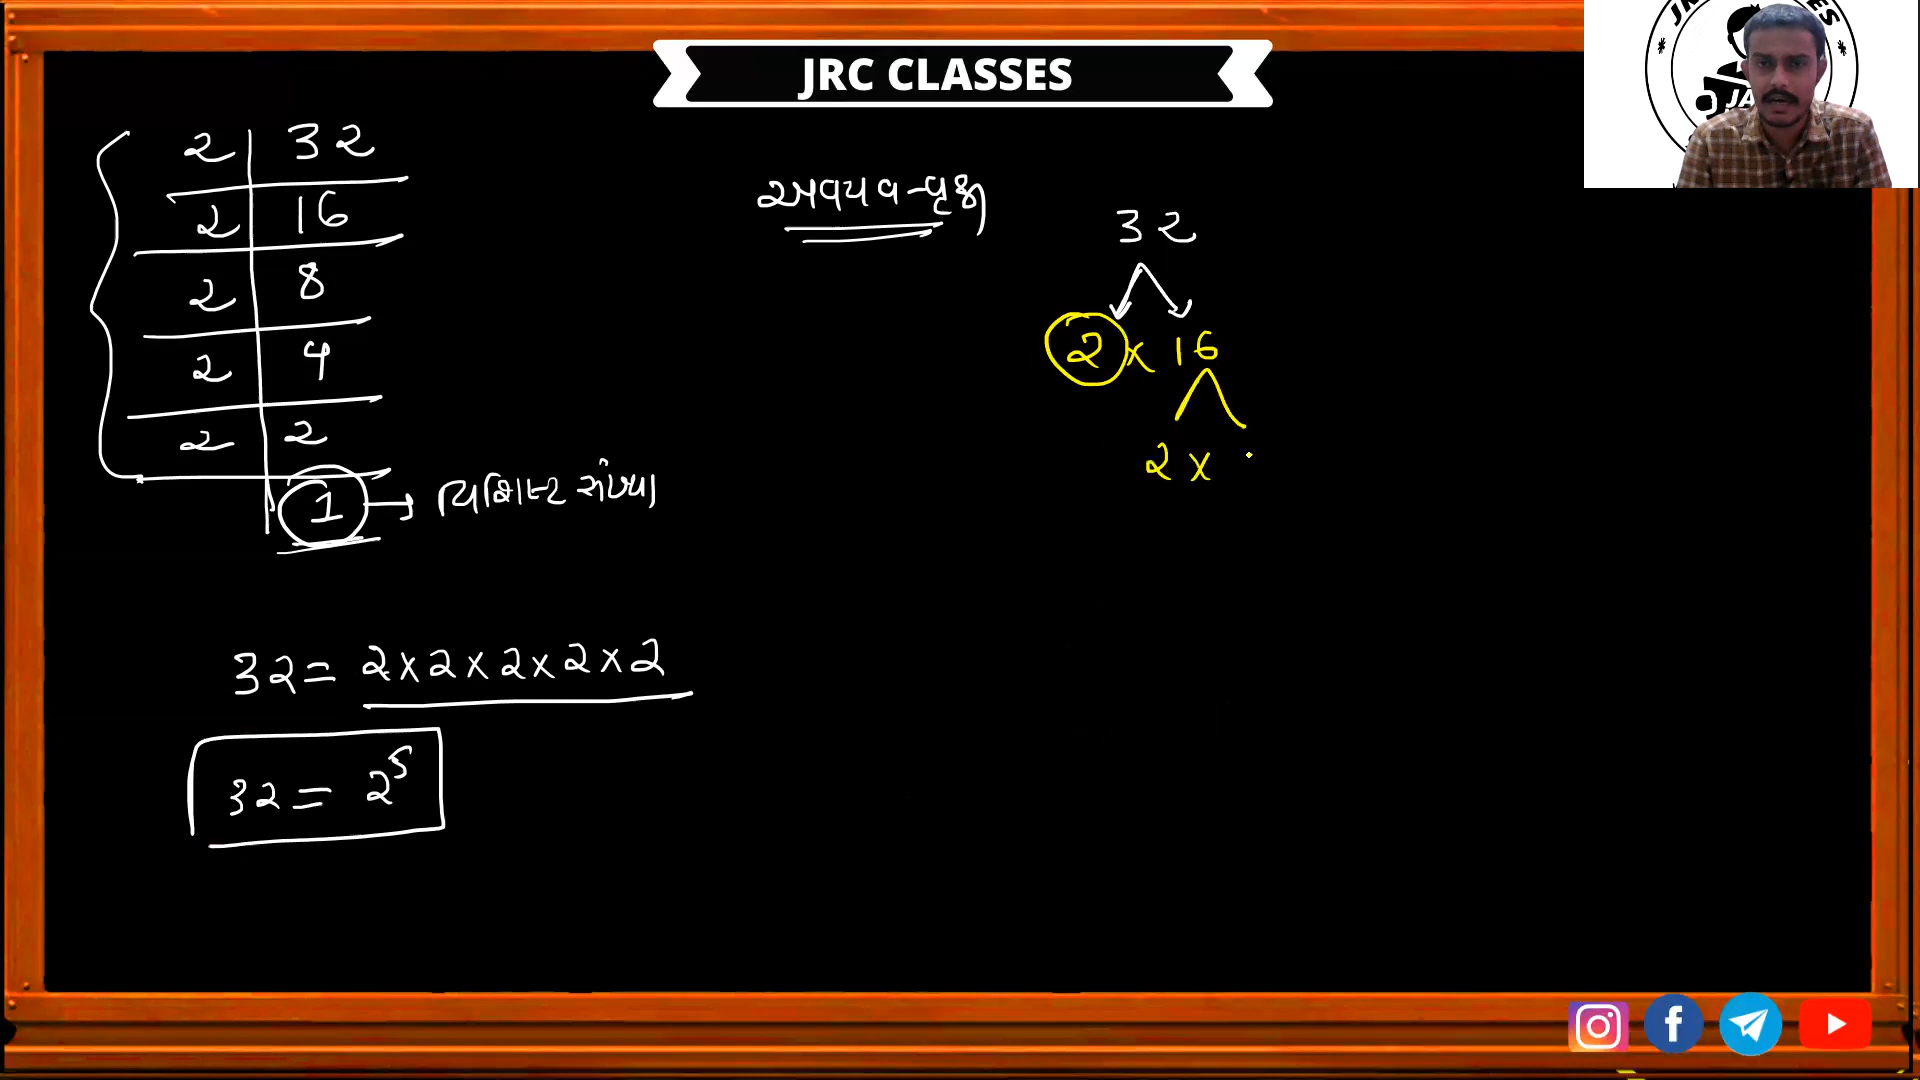 JRC CLASSES
2 | 32
2 | 16
2 | 8
2 | 4
2 | 2
1 → વિશિષ્ટ સંખ્યા
32 = 2 x 2 x 2 x 2 x 2
32 = 2⁵
અવયવ-વૃક્ષ
32
2 x 16
2 x